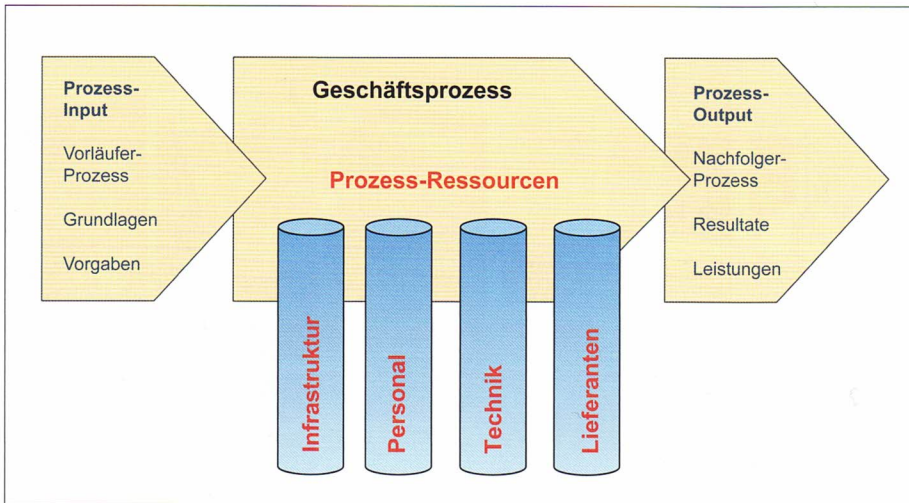 Prozess-
Input
Vorläufer-
Prozess
Grundlagen
Vorgaben
Geschäftsprozess
Prozess-Ressourcen
Infrastruktur
Personal
Technik
Lieferanten
Prozess-
Output
Nachfolger-
Prozess
Resultate
Leistungen